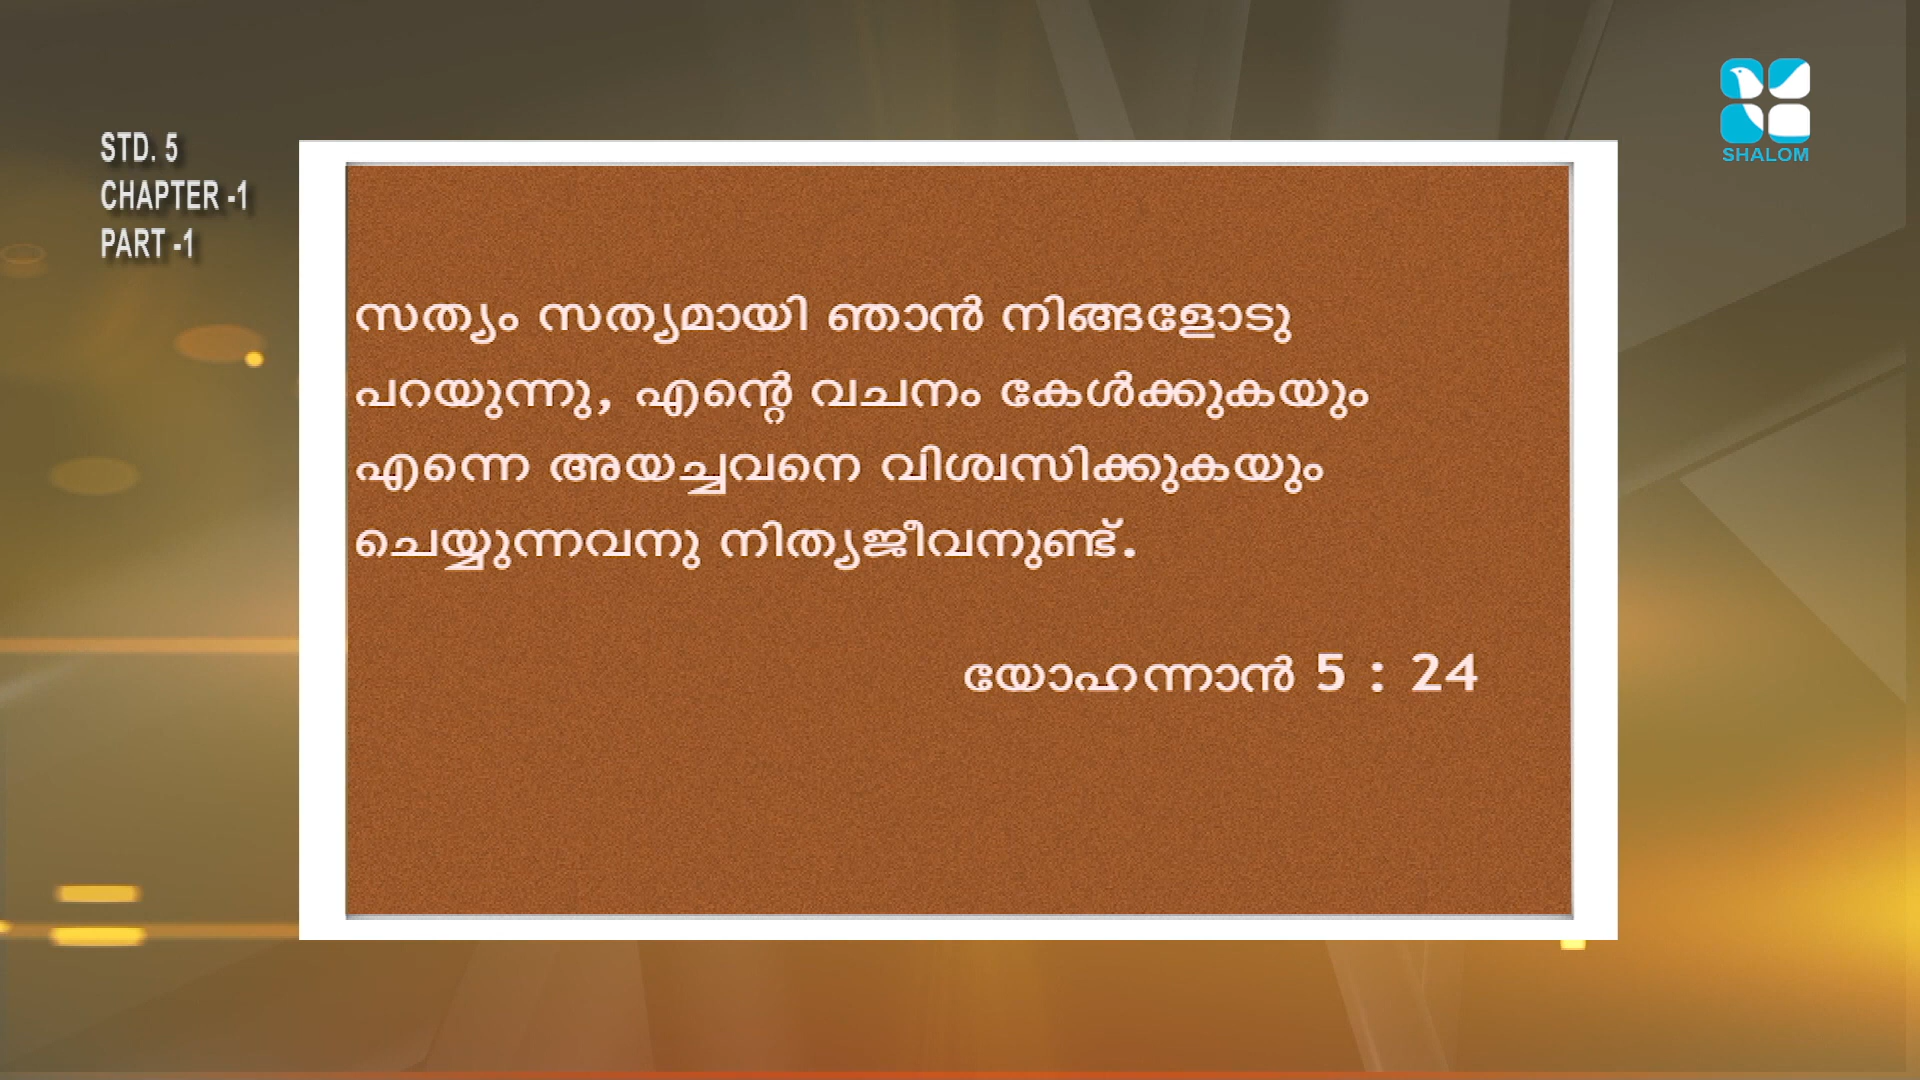 STD. 5
CHAPTER -1
PART -1
SHALOM
സത്യം സത്യമായി ഞാൻ നിങ്ങളോടു
പറയുന്നു, എന്റെ വചനം കേൾക്കുകയും
എന്നെ അയച്ചവനെ വിശ്വസിക്കുകയും
ചെയ്യുന്നവനു നിത്യജീവനുണ്ട്.
യോഹന്നാൻ 5 : 24